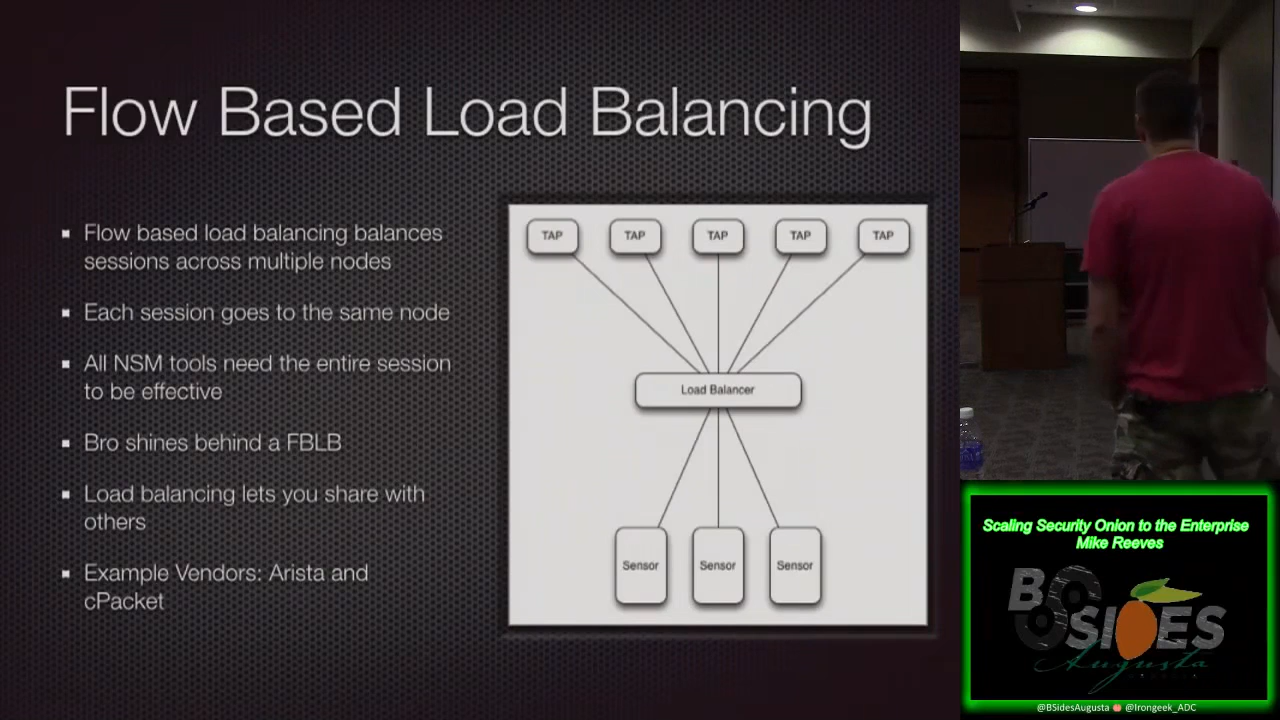 Flow Based Load Balancing
Flow based load balancing balances
sessions across multiple nodes
Each session goes to the same node
All NSM tools need the entire session
to be effective
Bro shines behind a FBLB
Load balancing lets you share with
others
Example Vendors: Arista and
cPacket
TAP
TAP
TAP
TAP
TAP
Load Balancer
Sensor
Sensor
Sensor
Scaling Security Onion to the Enterprise
Mike Reeves
BSIDES
Augusta
@BSidesAugusta @Irongeek_ADC